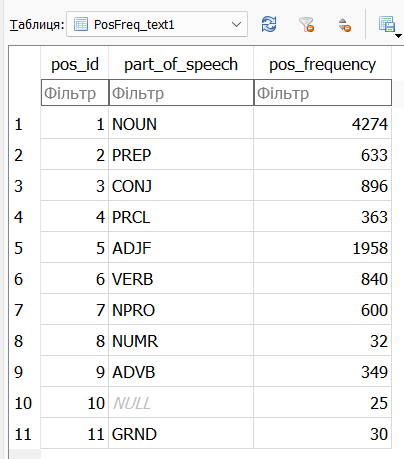 Таблиця: PosFreq_text1
pos_id part_of_speech pos_frequency
Фільтр Фільтр Фільтр
1 1 NOUN 4274
2 2 PREP 633
3 3 CONJ 896
4 4 PRCL 363
5 5 ADJF 1958
6 6 VERB 840
7 7 NPRO 600
8 8 NUMR 32
9 9 ADVB 349
10 10 NULL 25
11 11 GRND 30